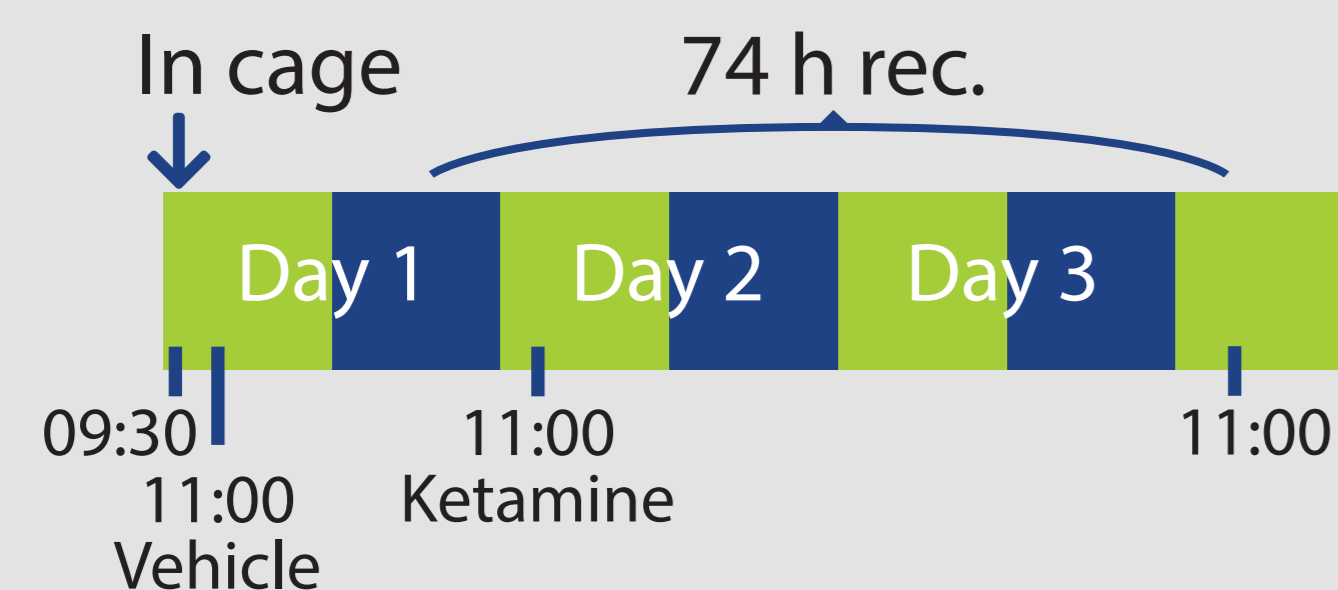 In cage
74 h rec.
Day 1
Day 2
Day 3
09:30
11:00
Vehicle
11:00
Ketamine
11:00